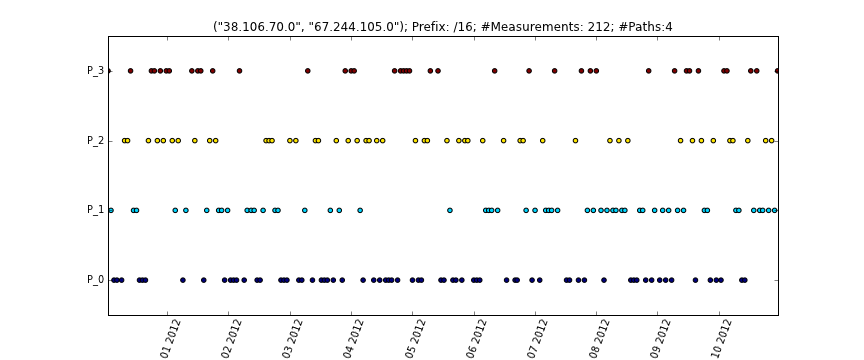 ("38.106.70.0", "67.244.105.0"); Prefix: /16; #Measurements: 212; #Paths:4
P_3
P_2
P_1
P_0
01 2012
02 2012
03 2012
04 2012
05 2012
06 2012
07 2012
08 2012
09 2012
10 2012